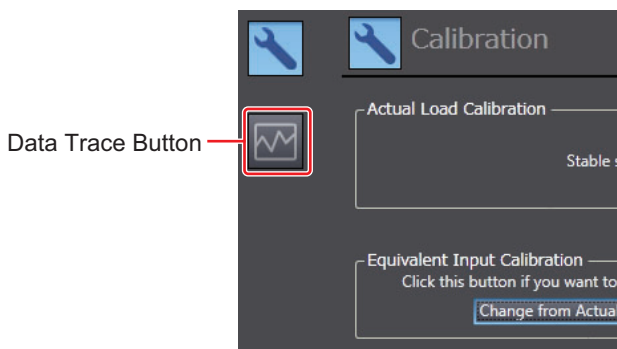 Calibration
Actual Load Calibration
Data Trace Button
Stable
Equivalent Input Calibration
Click this button if you want to
Change from Actual